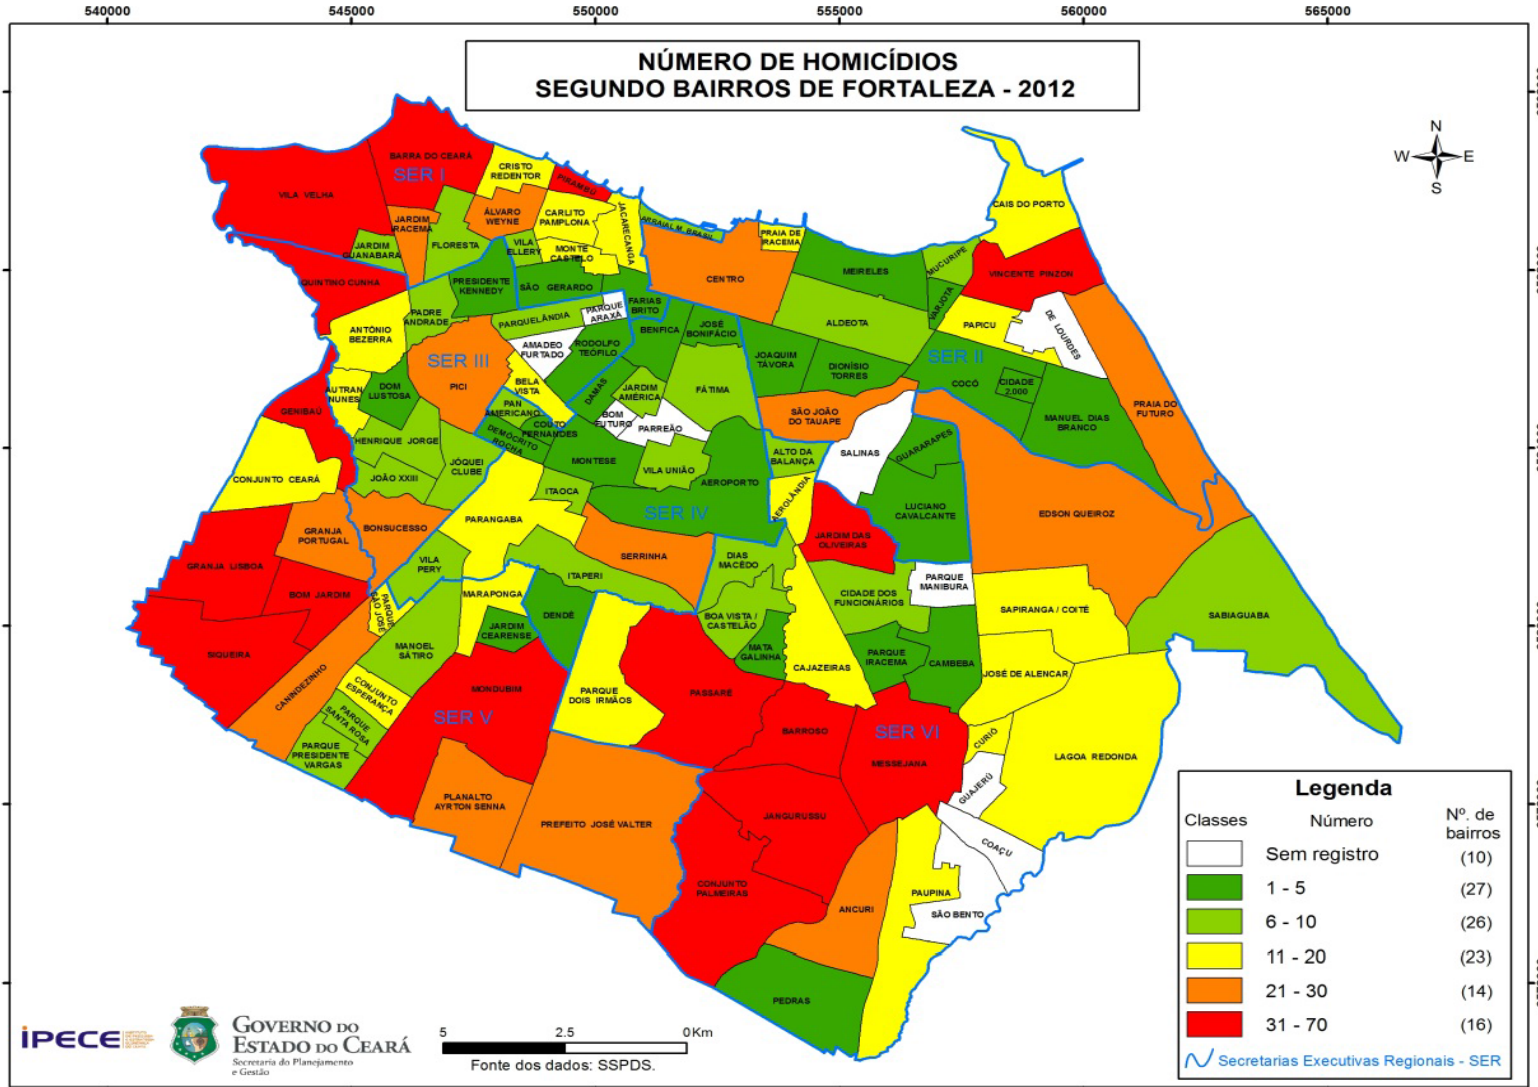 540000 545000 550000 555000 560000 565000
NÚMERO DE HOMICÍDIOS
SEGUNDO BAIRROS DE FORTALEZA - 2012
N
W E
S
BARRA DO CEARÁ
SER I
VILA VELHA
CRISTO
REDENTOR
PIRAMBÚ
JARDIM
IRACEMA
ÁLVARO
WEYNE
CARLITO
PAMPLONA
JACARECANGA
ARRAIAL M. BRASIL
JARDIM
GUANABARA
FLORESTA
VILA
ELLERY
MONTE
CASTELO
PRAIA DE
IRACEMA
CAIS DO PORTO
MEIRELES
MUCURIPE
VINCENTE PINZON
CENTRO
QUINTINO CUNHA
PRESIDENTE
KENNEDY
SÃO GERARDO
FARIAS
BRITO
VARJOTA
PADRE
ANDRADE
PARQUELÂNDIA
PARQUE
ARAXÁ
ANTÔNIO
BEZERRA
AMADEO
FURTADO
RODOLFO
TEÓFILO
BENFICA
JOSÉ
BONIFÁCIO
ALDEOTA
PAPICU
DE LOURDES
SER III
PICI
SER II
JOAQUIM
TÁVORA
DIONÍSIO
TORRES
COCÓ
CIDADE
2.000
AUTRAN
NUNES
DOM
LUSTOSA
BELA
VISTA
DAMAS
JARDIM
AMÉRICA
FÁTIMA
PRAIA DO
FUTURO
GENIBAÚ
PAN
AMERICANO
COUTO
FERNANDES
BOM
FUTURO
PARREÃO
SÃO JOÃO
DO TAUAPE
MANUEL DIAS
BRANCO
HENRIQUE JORGE
DEMÓCRITO
ROCHA
MONTESE
VILA UNIÃO
ALTO DA
BALANÇA
SALINAS
GUARARAPES
CONJUNTO CEARÁ
JOÃO XXIII
JÓQUEI
CLUBE
ITAOCA
AEROPORTO
AEROLÂNDIA
LUCIANO
CAVALCANTE
EDSON QUEIROZ
GRANJA
PORTUGAL
BONSUCESSO
PARANGABA
SER IV
JARDIM DAS
OLIVEIRAS
GRANJA LISBOA
VILA
PERY
SERRINHA
DIAS
MACÊDO
ITAPERI
PARQUE
MANIBURA
BOM JARDIM
PARQUE
SÃO JOSÉ
MARAPONGA
DENDÊ
CIDADE DOS
FUNCIONÁRIOS
SAPIRANGA / COITÉ
SABIAGUABA
JARDIM
CEARENSE
BOA VISTA /
CASTELÃO
SIQUEIRA
MANOEL
SÁTIRO
MATA
GALINHA
CAJAZEIRAS
PARQUE
IRACEMA
CAMBEBA
JOSÉ DE ALENCAR
CANINDEZINHO
CONJUNTO
ESPERANÇA
MONDUBIM
PARQUE
DOIS IRMÃOS
PASSARÉ
PARQUE
SANTA ROSA
SER V
BARROSO
SER VI
MESSEJANA
CURIÓ
LAGOA REDONDA
PARQUE
PRESIDENTE
VARGAS
PLANALTO
AYRTON SENNA
PREFEITO JOSÉ VALTER
JANGURUSSU
GUAJERÚ
COAÇU
CONJUNTO
PALMEIRAS
ANCURI
PAUPINA
SÃO BENTO
PEDRAS
Legenda
Classes Número Nº. de
bairros
Sem registro (10)
1 - 5 (27)
6 - 10 (26)
11 - 20 (23)
21 - 30 (14)
31 - 70 (16)
Secretarias Executivas Regionais - SER
IPECE
GOVERNO DO
ESTADO DO CEARÁ
Secretaria do Planejamento
e Gestão
5 2.5 0 Km
Fonte dos dados: SSPDS.